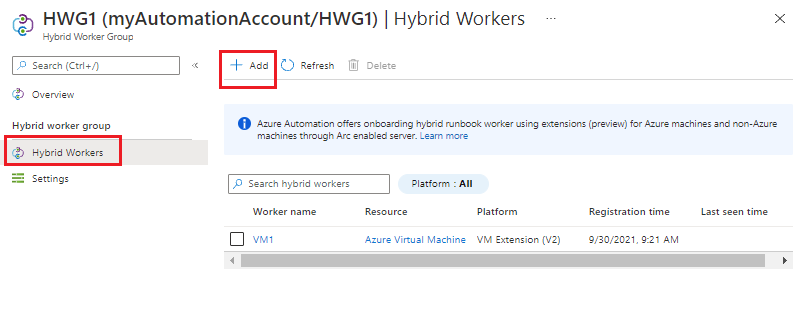 HWG1 (myAutomationAccount/HWG1) | Hybrid Workers ...
Hybrid Worker Group
Search (Ctrl+/)
«
Overview
Hybrid worker group
Hybrid Workers
Settings
Add Refresh Delete
Azure Automation offers onboarding hybrid runbook worker using extensions (preview) for Azure machines and non-Azure
machines through Arc enabled server. Learn more
Search hybrid workers Platform : All
Worker name Resource Platform Registration time Last seen time
VM1 Azure Virtual Machine VM Extension (V2) 9/30/2021, 9:21 AM